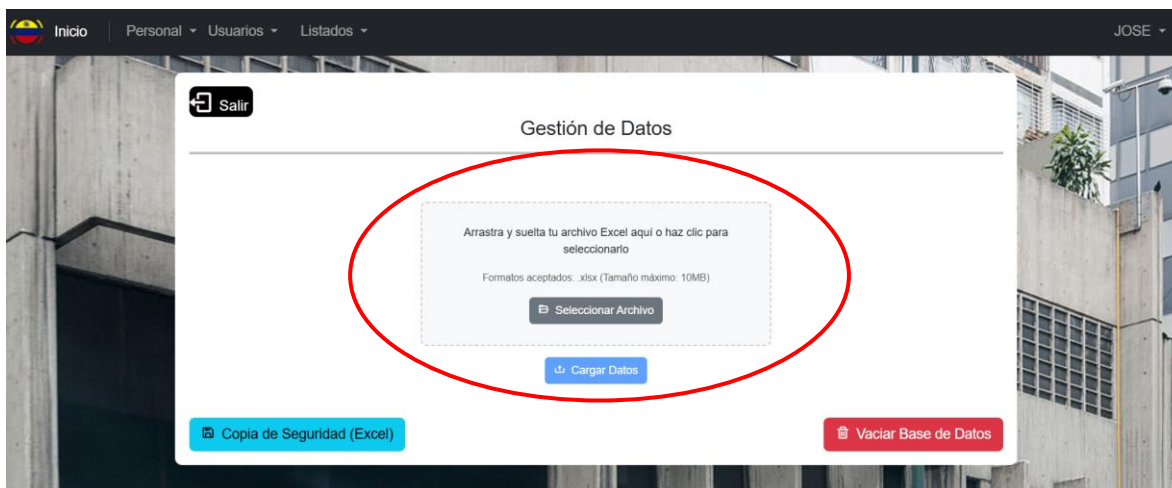 Inicio Personal Usuarios Listados JOSE
Salir
Gestión de Datos
Arrastra y suelta tu archivo Excel aquí o haz clic para
seleccionarlo
Formatos aceptados: .xlsx (Tamaño máximo: 10MB)
Seleccionar Archivo
Cargar Datos
Copia de Seguridad (Excel) Vaciar Base de Datos